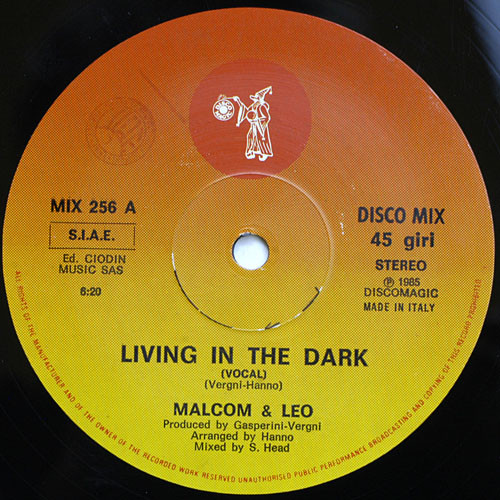 MIX 256 A
S.I.A.E.
Ed. CIODIN
MUSIC SAS
6:20
DISCO MIX
45 giri
STEREO
Ⓟ 1985
DISCOMAGIC
MADE IN ITALY
LIVING IN THE DARK
(VOCAL)
(Vergni-Hanno)
MALCOM & LEO
Produced by Gasperini-Vergni
Arranged by Hanno
Mixed by S. Head
ALL RIGHTS OF THE MANUFACTURER AND OF THE OWNER OF THE RECORDED WORK RESERVED UNAUTHORISED PUBLIC PERFORMANCE BROADCASTING AND COPYING OF THIS RECORD PROHIBITED